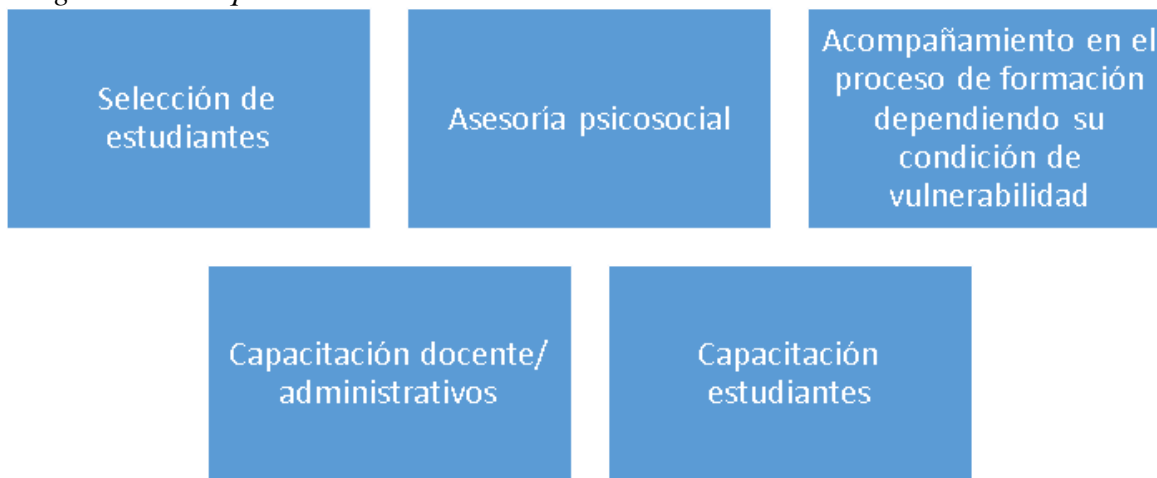 Selección de
estudiantes
Asesoría psicosocial
Acompañamiento en el
proceso de formación
dependiendo su
condición de
vulnerabilidad
Capacitación docente/
administrativos
Capacitación
estudiantes